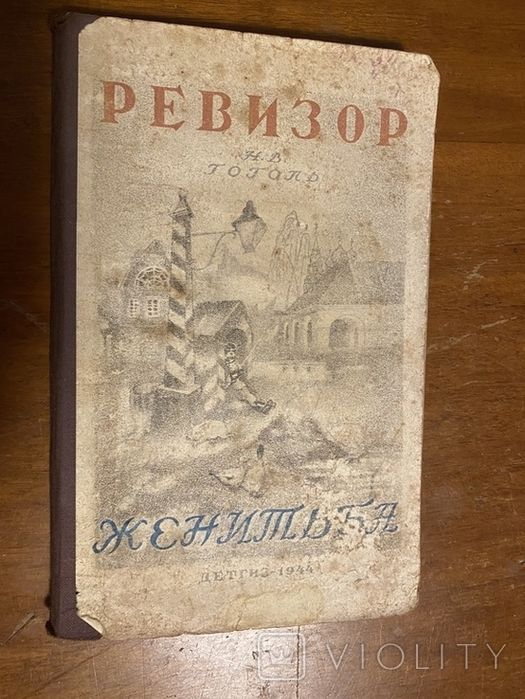 РЕВИЗОР
Н. В.
ГОГОЛЬ
ЖЕНИТЬБА
ДЕТГИЗ-1944
VIOLITY